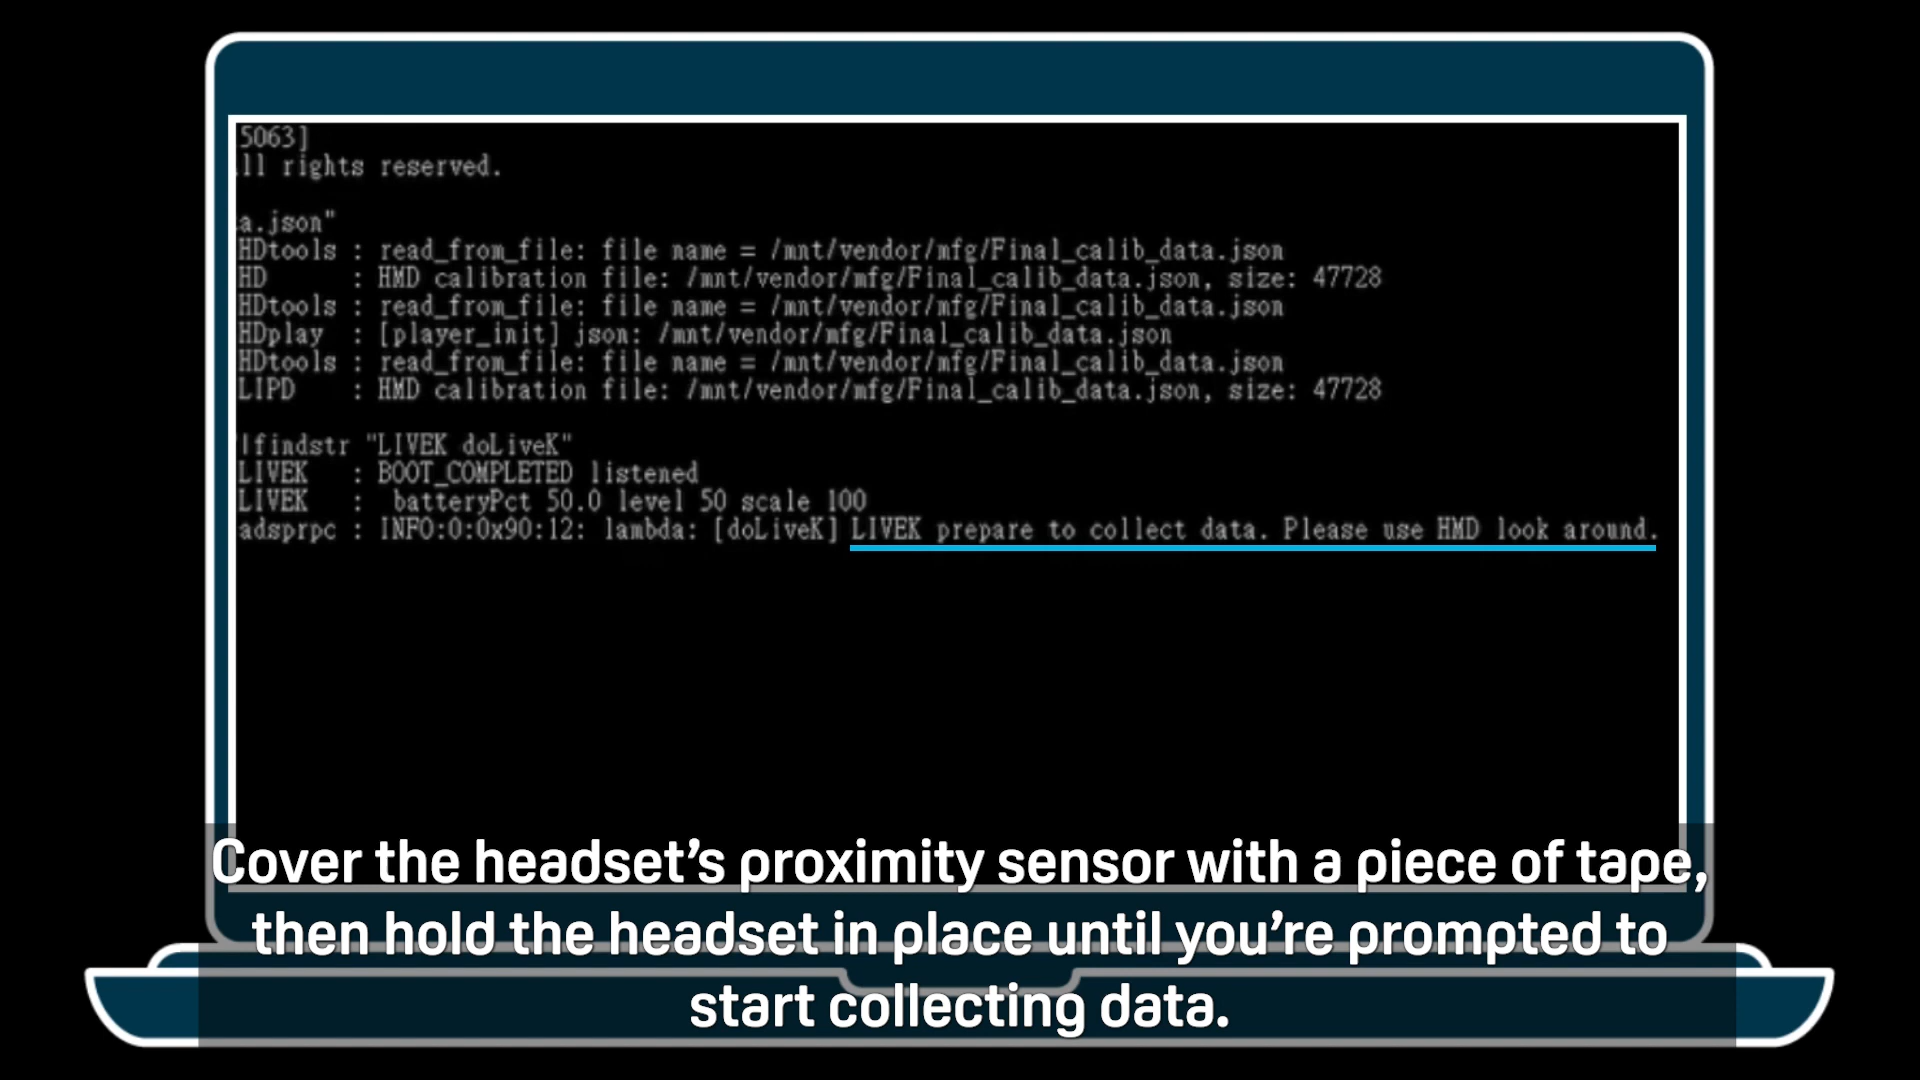 5063]
ll rights reserved.
a.json"
HDtools : read_from_file: file name = /mnt/vendor/mfg/Final_calib_data.json
HD : HMD calibration file: /mnt/vendor/mfg/Final_calib_data.json, size: 47728
HDtools : read_from_file: file name = /mnt/vendor/mfg/Final_calib_data.json
HDplay : [player_init] json: /mnt/vendor/mfg/Final_calib_data.json
HDtools : read_from_file: file name = /mnt/vendor/mfg/Final_calib_data.json
LIPD : HMD calibration file: /mnt/vendor/mfg/Final_calib_data.json, size: 47728
|findstr "LIVEK doLiveK"
LIVEK : BOOT_COMPLETED listened
LIVEK : batteryPct 50.0 level 50 scale 100
adsprpc : INFO:0:0x90:12: lambda: [doLiveK] LIVEK prepare to collect data. Please use HMD look around.
Cover the headset’s proximity sensor with a piece of tape,
then hold the headset in place until you’re prompted to
start collecting data.